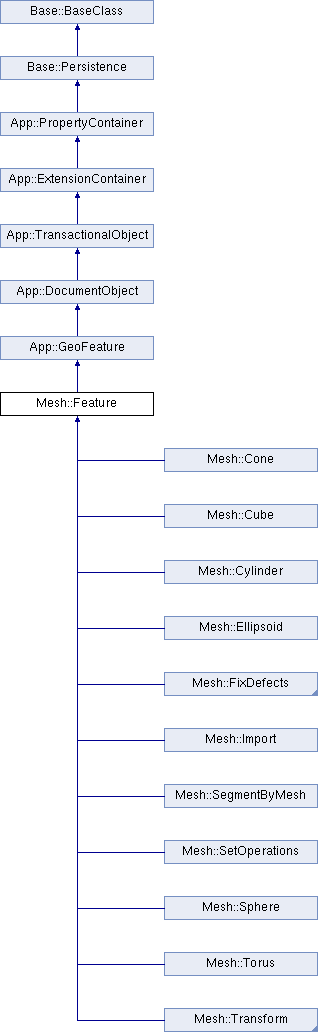 Base::BaseClass
Base::Persistence
App::PropertyContainer
App::ExtensionContainer
App::TransactionalObject
App::DocumentObject
App::GeoFeature
Mesh::Feature
Mesh::Cone
Mesh::Cube
Mesh::Cylinder
Mesh::Ellipsoid
Mesh::FixDefects
Mesh::Import
Mesh::SegmentByMesh
Mesh::SetOperations
Mesh::Sphere
Mesh::Torus
Mesh::Transform